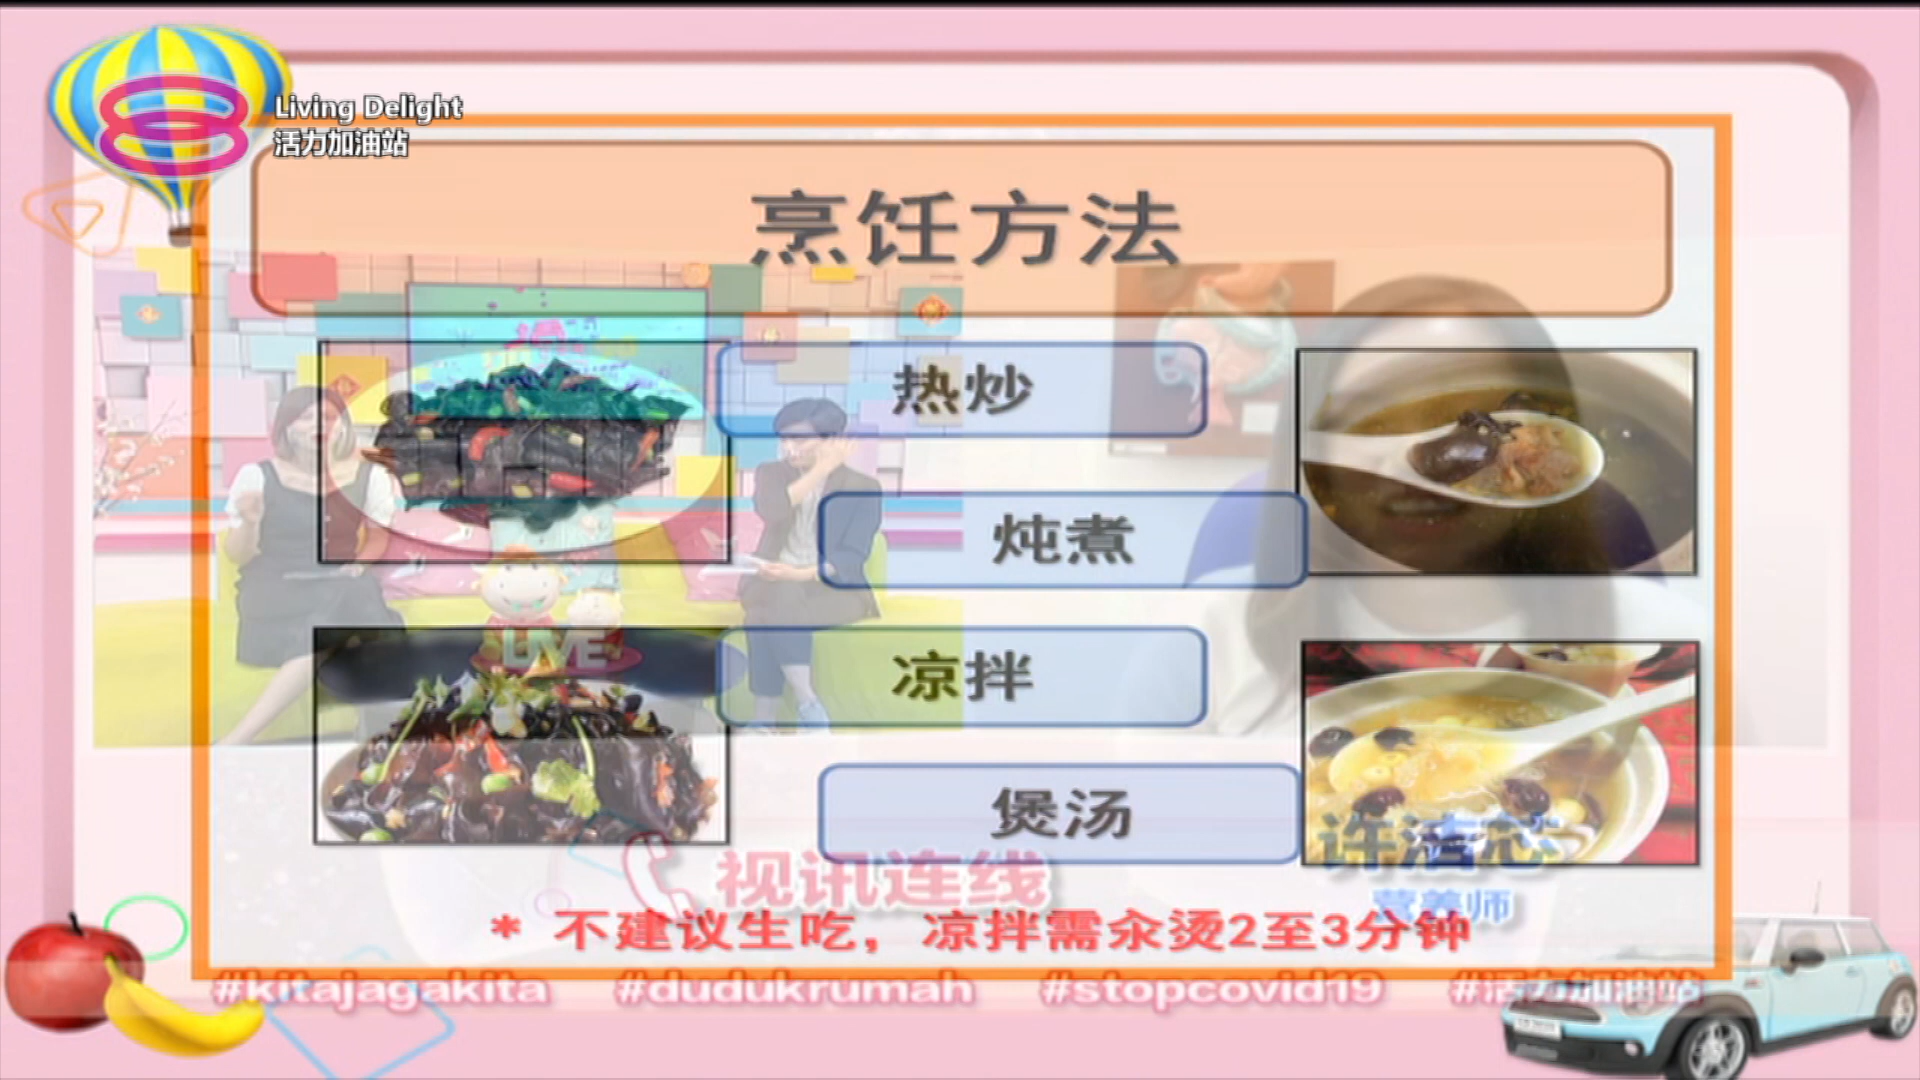 Living Delight
活力加油站
烹饪方法
热炒
炖煮
LIVE
凉拌
煲汤
许洁芯
视讯连线
营养师
* 不建议生吃，凉拌需汆烫2至3分钟
#kitajagakita #dudukrumah #stopcovid19 #活力加油站